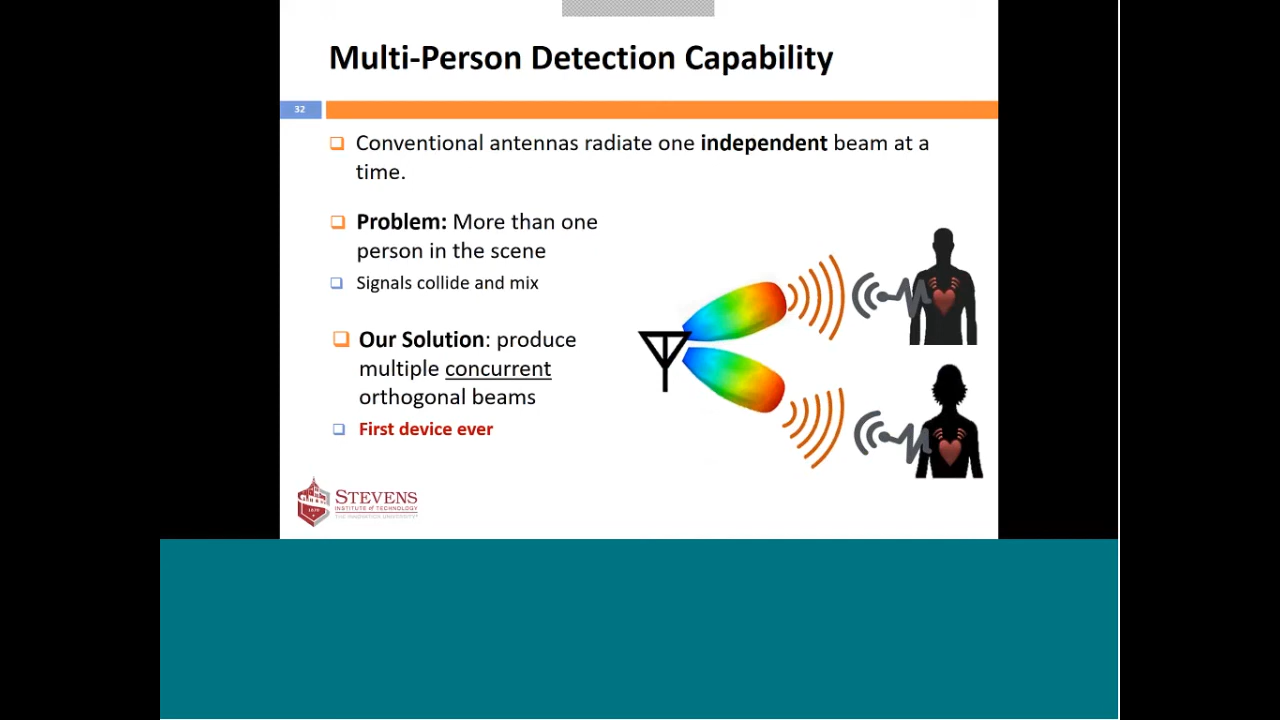 Multi-Person Detection Capability
32
Conventional antennas radiate one independent beam at a
time.
Problem: More than one
person in the scene
Signals collide and mix
Our Solution: produce
multiple concurrent
orthogonal beams
First device ever
STEVENS
INSTITUTE of TECHNOLOGY
THE INNOVATION UNIVERSITY®
1870